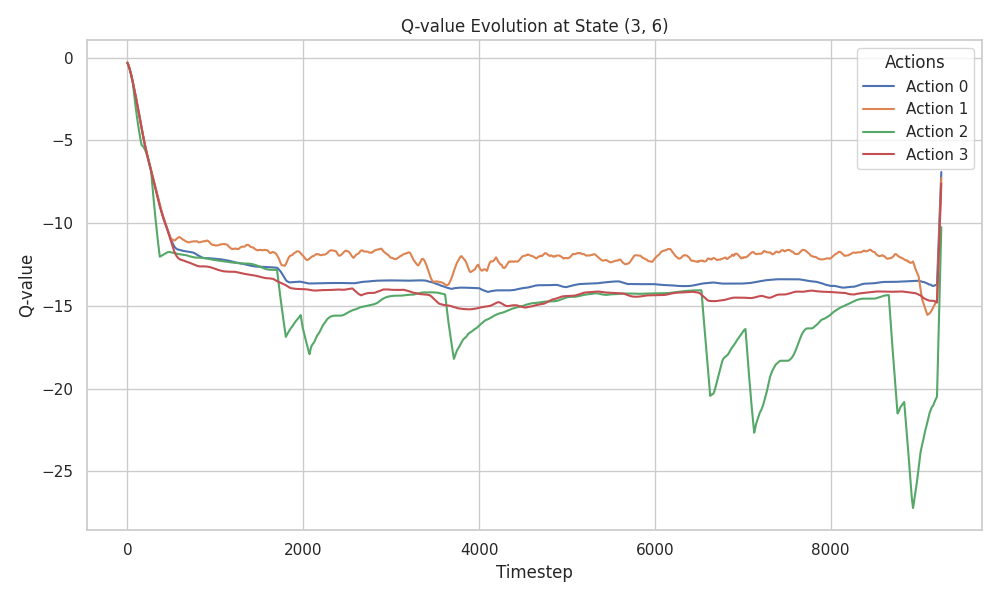 Q-value Evolution at State (3, 6)
Actions
Action 0
Action 1
Action 2
Action 3
Q-value
0
−5
−10
−15
−20
−25
0 2000 4000 6000 8000
Timestep